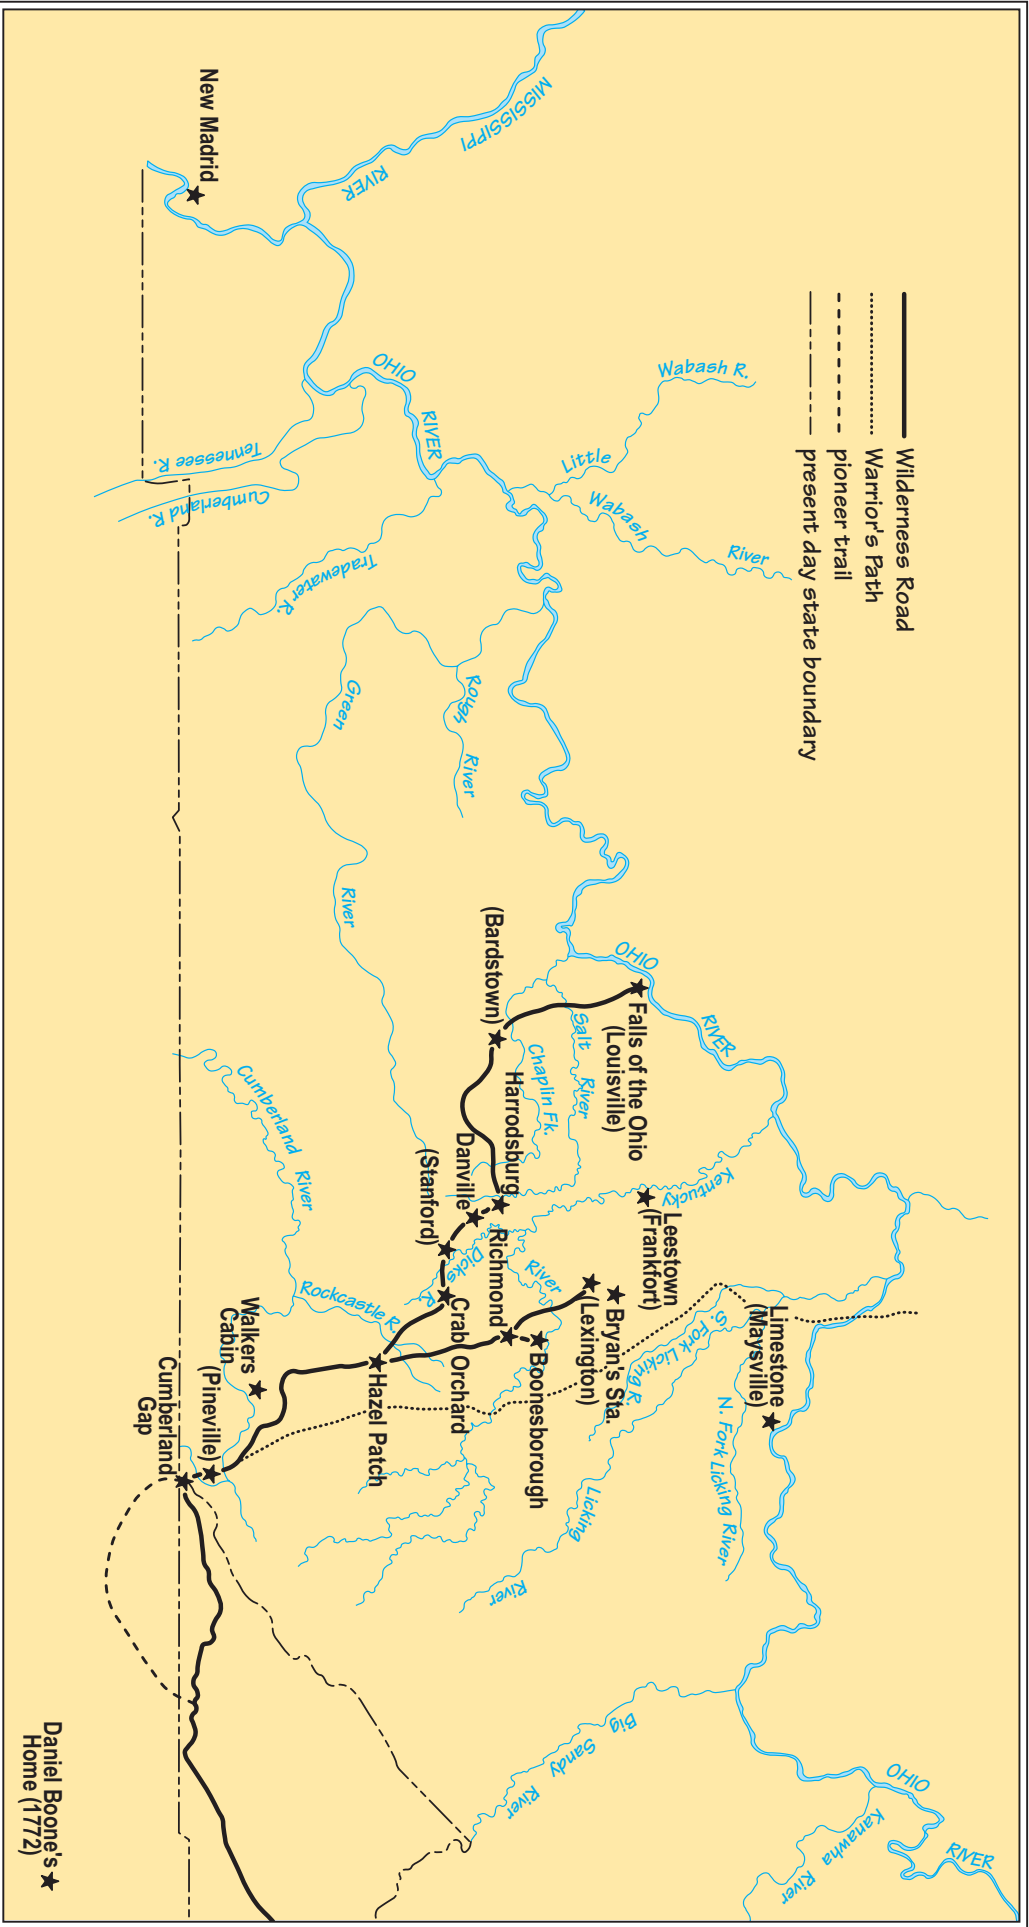 Wilderness Road
Warrior's Path
pioneer trail
present day state boundary
MISSISSIPPI
RIVER
New Madrid
OHIO
RIVER
Wabash R.
Little
Wabash
River
Tennessee R.
Cumberland R.
Tradewater R.
Green
River
Rough
River
OHIO
RIVER
Falls of the Ohio
(Louisville)
(Bardstown)
Salt
River
Chaplin Fk.
Harrodsburg
Danville
(Stanford)
Kentucky
River
Leestown
(Frankfort)
Richmond
Dicks
R.
Bryan's Sta.
(Lexington)
Boonesborough
Crab Orchard
Hazel Patch
Rockcastle R.
Cumberland
River
Walkers
Cabin
(Pineville)
Cumberland
Gap
Limestone
(Maysville)
S. Fork Licking R.
N. Fork Licking River
Licking
River
Big
Sandy
River
OHIO
RIVER
Kanawha
River
Daniel Boone's
Home (1772)